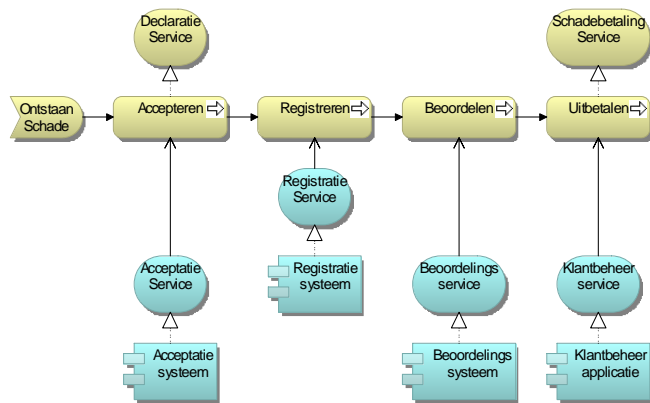 Declaratie
Service
Schadebetaling
Service
Ontstaan
Schade
Accepteren
Registreren
Beoordelen
Uitbetalen
Registratie
Service
Acceptatie
Service
Registratie
systeem
Beoordelings
service
Klantbeheer
service
Acceptatie
systeem
Beoordelings
systeem
Klantbeheer
applicatie